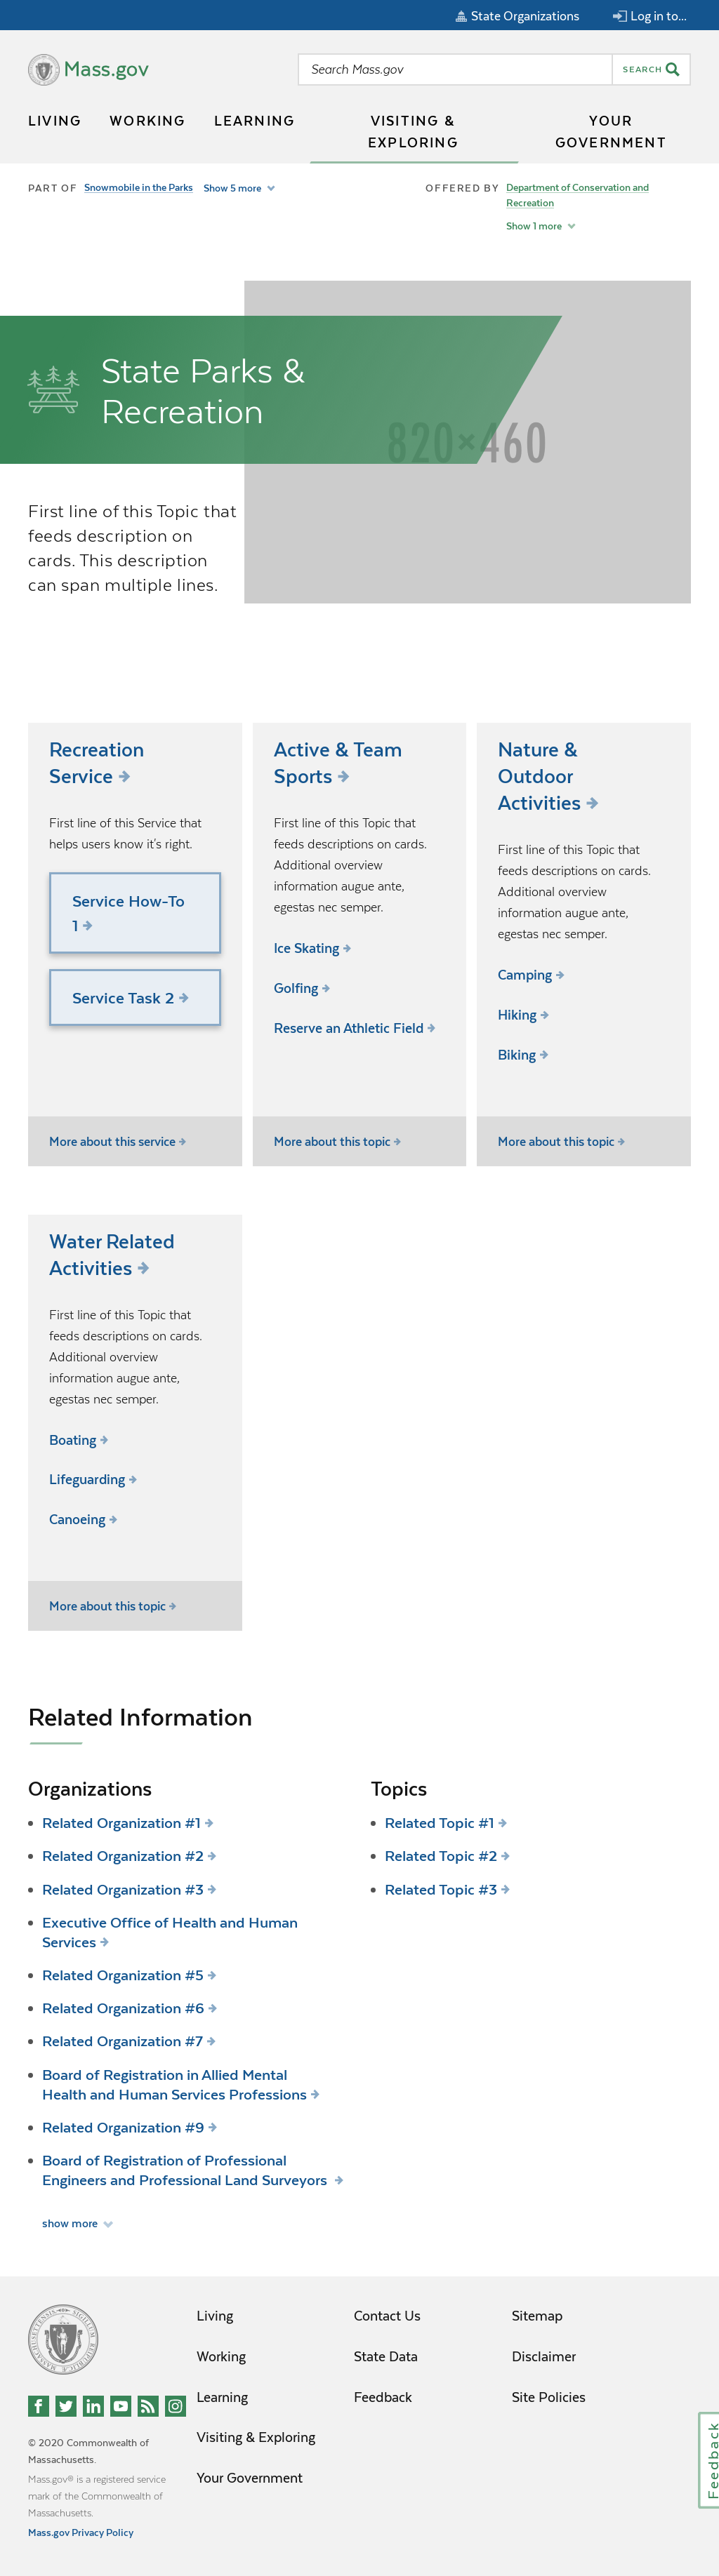 State Organizations
Log in to...
Mass.gov
Search Mass.gov
SEARCH
LIVING
WORKING
LEARNING
VISITING &
EXPLORING
YOUR
GOVERNMENT
PART OF
Snowmobile in the Parks
Show 5 more
OFFERED BY
Department of Conservation and
Recreation
Show 1 more
State Parks &
Recreation
820×460
First line of this Topic that
feeds description on
cards. This description
can span multiple lines.
Recreation
Service
First line of this Service that
helps users know it's right.
Service How-To
1
Service Task 2
More about this service
Active & Team
Sports
First line of this Topic that
feeds descriptions on cards.
Additional overview
information augue ante,
egestas nec semper.
Ice Skating
Golfing
Reserve an Athletic Field
More about this topic
Nature &
Outdoor
Activities
First line of this Topic that
feeds descriptions on cards.
Additional overview
information augue ante,
egestas nec semper.
Camping
Hiking
Biking
More about this topic
Water Related
Activities
First line of this Topic that
feeds descriptions on cards.
Additional overview
information augue ante,
egestas nec semper.
Boating
Lifeguarding
Canoeing
More about this topic
Related Information
Organizations
Related Organization #1
Related Organization #2
Related Organization #3
Executive Office of Health and Human
Services
Related Organization #5
Related Organization #6
Related Organization #7
Board of Registration in Allied Mental
Health and Human Services Professions
Related Organization #9
Board of Registration of Professional
Engineers and Professional Land Surveyors
show more
Topics
Related Topic #1
Related Topic #2
Related Topic #3
Living
Working
Learning
Visiting & Exploring
Your Government
Contact Us
State Data
Feedback
Sitemap
Disclaimer
Site Policies
© 2020 Commonwealth of
Massachusetts.
Mass.gov® is a registered service
mark of the Commonwealth of
Massachusetts.
Mass.gov Privacy Policy
Feedback